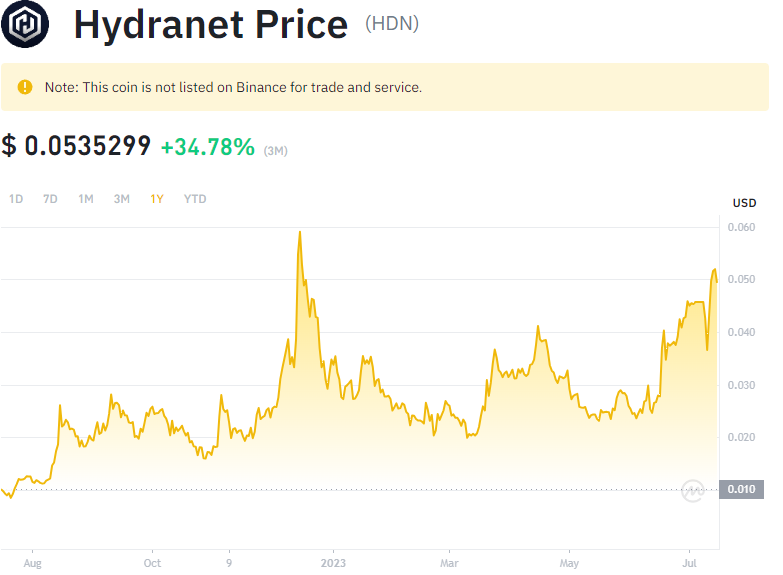 Hydranet Price (HDN)
Note: This coin is not listed on Binance for trade and service.
$ 0.0535299 +34.78% (3M)
1D 7D 1M 3M 1Y YTD
USD
0.060
0.050
0.040
0.030
0.020
0.010
Aug Oct 9 2023 Mar May Jul